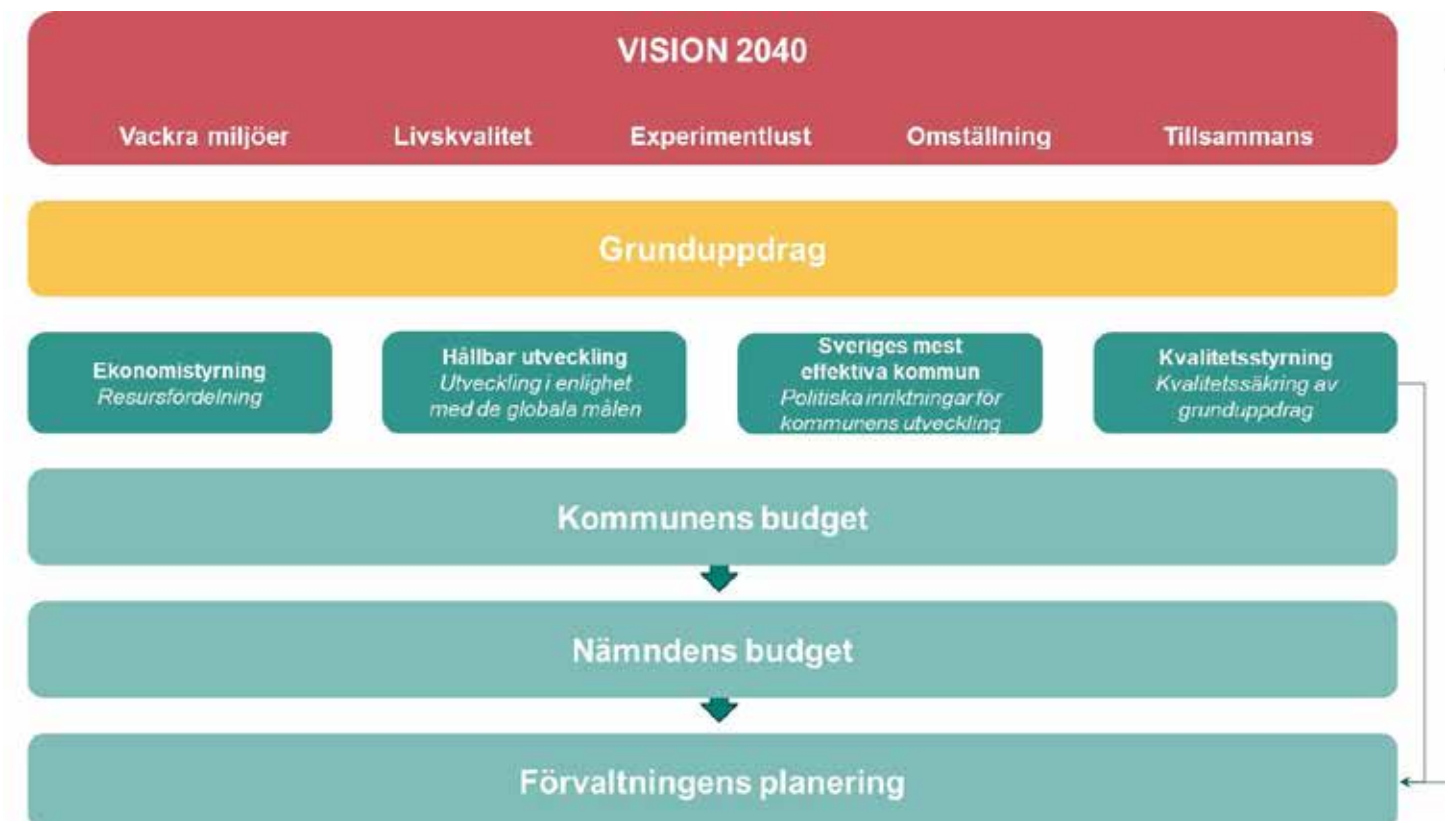 VISION 2040
Vackra miljöer
Livskvalitet
Experimentlust
Omställning
Tillsammans
Grunduppdrag
Ekonomistyrning
Resursfördelning
Hållbar utveckling
Utveckling i enlighet
med de globala målen
Sveriges mest
effektiva kommun
Politiska inriktningar för
kommunens utveckling
Kvalitetsstyrning
Kvalitetssäkring av
grunduppdrag
Kommunens budget
Nämndens budget
Förvaltningens planering